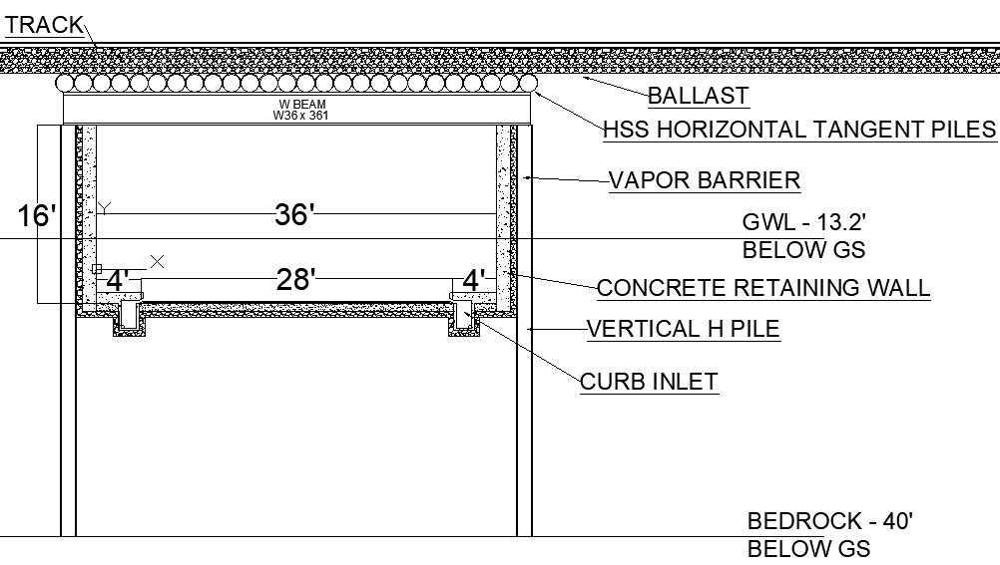 TRACK
BALLAST
W BEAM
W36 x 361
HSS HORIZONTAL TANGENT PILES
VAPOR BARRIER
16'
Y
36'
GWL - 13.2'
BELOW GS
X
4'
28'
4'
CONCRETE RETAINING WALL
VERTICAL H PILE
CURB INLET
BEDROCK - 40'
BELOW GS